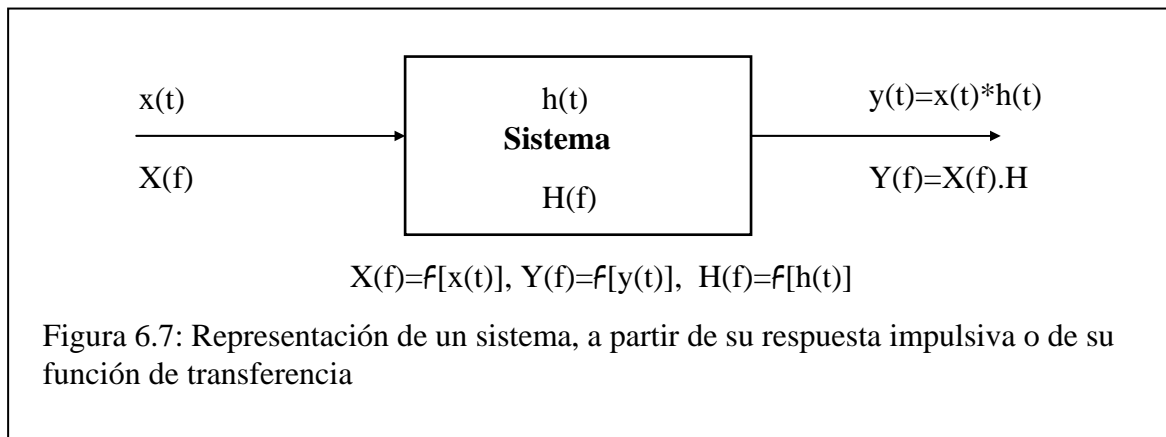 x(t)
h(t)
y(t)=x(t)*h(t)
Sistema
X(f)
H(f)
Y(f)=X(f).H
X(f)=F[x(t)], Y(f)=F[y(t)], H(f)=F[h(t)]
Figura 6.7: Representación de un sistema, a partir de su respuesta impulsiva o de su
función de transferencia